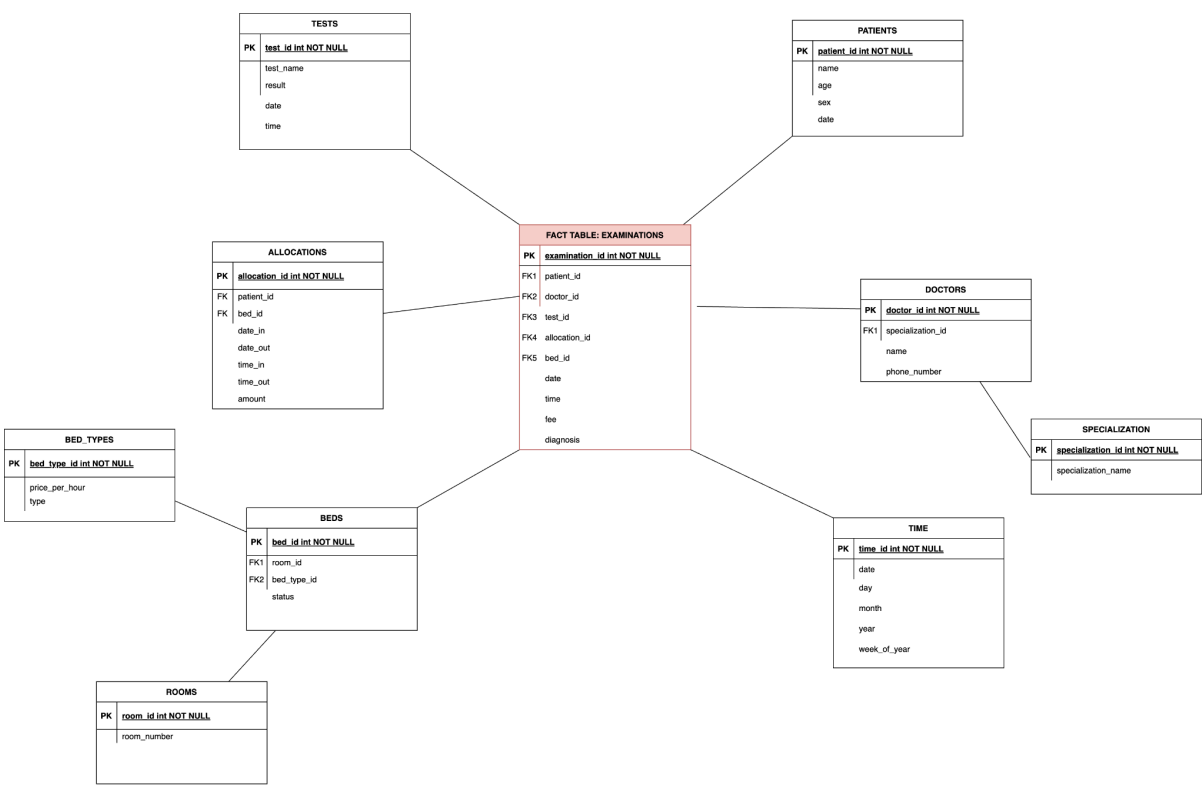 TESTS
PK test_id int NOT NULL
test_name
result
date
time
PATIENTS
PK patient_id int NOT NULL
name
age
sex
date
FACT TABLE: EXAMINATIONS
PK examination_id int NOT NULL
FK1 patient_id
FK2 doctor_id
FK3 test_id
FK4 allocation_id
FK5 bed_id
date
time
fee
diagnosis
ALLOCATIONS
PK allocation_id int NOT NULL
FK patient_id
FK bed_id
date_in
date_out
time_in
time_out
amount
DOCTORS
PK doctor_id int NOT NULL
FK1 specialization_id
name
phone_number
SPECIALIZATION
PK specialization_id int NOT NULL
specialization_name
BED_TYPES
PK bed_type_id int NOT NULL
price_per_hour
type
BEDS
PK bed_id int NOT NULL
FK1 room_id
FK2 bed_type_id
status
TIME
PK time_id int NOT NULL
date
day
month
year
week_of_year
ROOMS
PK room_id int NOT NULL
room_number